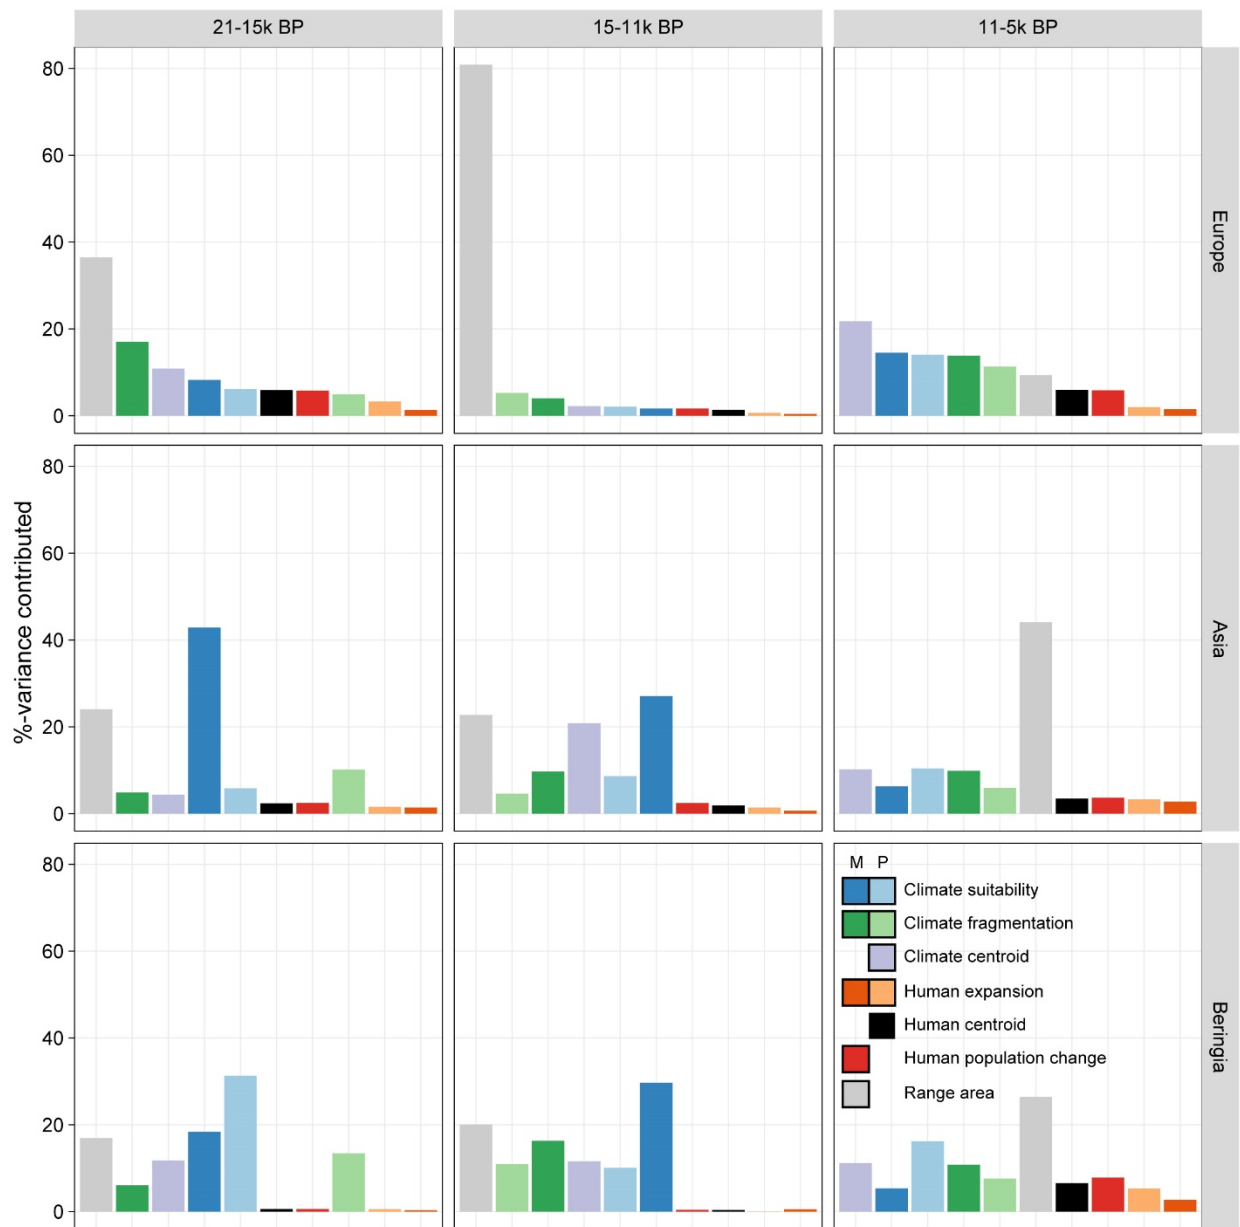 21-15k BP
15-11k BP
11-5k BP
80
60
40
20
0
Europe
%-variance contributed
80
60
40
20
0
Asia
80
60
40
20
0
M P
Climate suitability
Climate fragmentation
Climate centroid
Human expansion
Human centroid
Human population change
Range area
Beringia